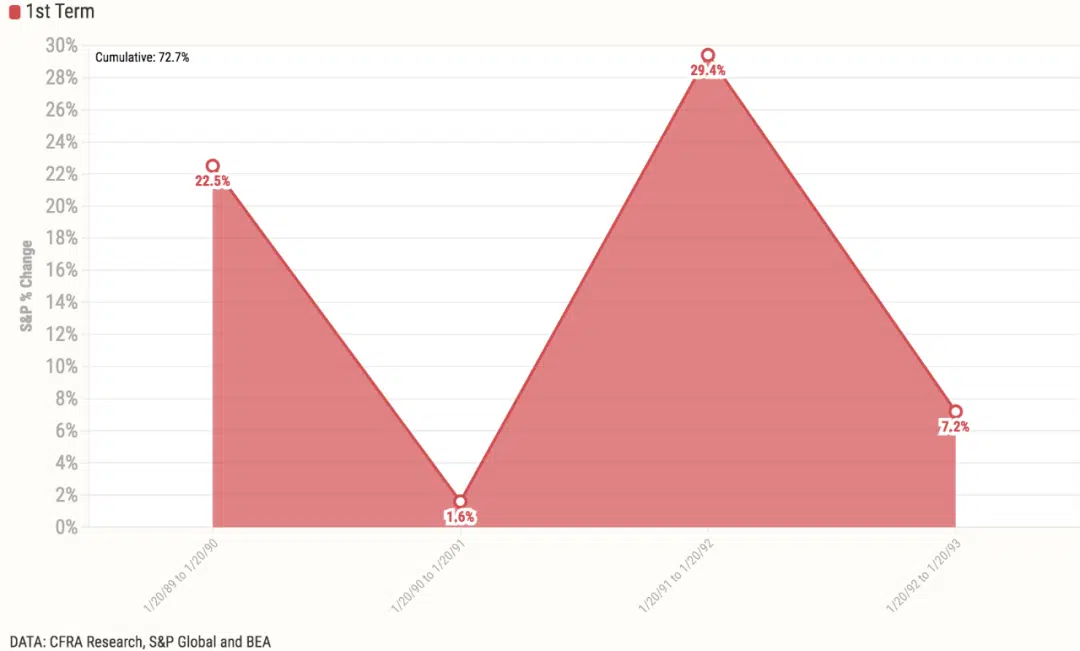 1st Term
30%
Cumulative: 72.7%
28%
26%
24%
22%
20%
18%
16%
14%
12%
10%
8%
6%
4%
2%
0%
S&P % Change
22.5%
1.6%
29.4%
7.2%
1/20/89 to 1/20/90
1/20/90 to 1/20/91
1/20/91 to 1/20/92
1/20/92 to 1/20/93
DATA: CFRA Research, S&P Global and BEA